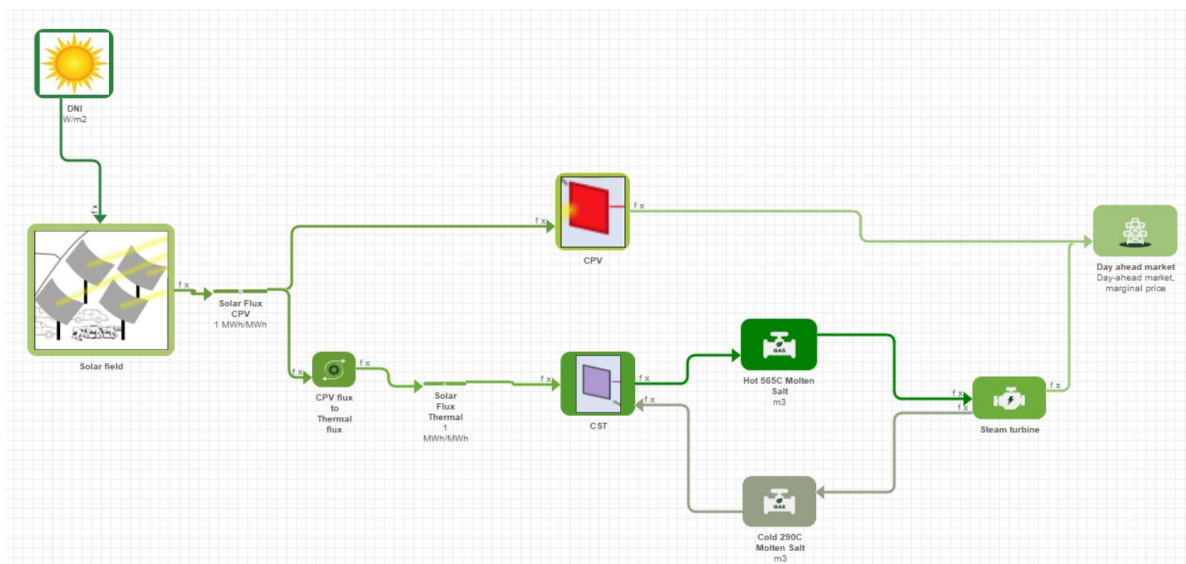 DNI
W/m2
f x
f x
Solar field
Solar Flux
CPV
1 MWh/MWh
f x
f x
CPV
f x
f x
CPV flux
to
Thermal
flux
f x
Solar
Flux
Thermal
1
MWh/MWh
f x
f x
f x
CST
GAS
Hot 565C Molten
Salt
m3
GAS
Cold 290C
Molten Salt
m3
f x
f x
f x
Steam turbine
Day ahead market
Day-ahead market,
marginal price